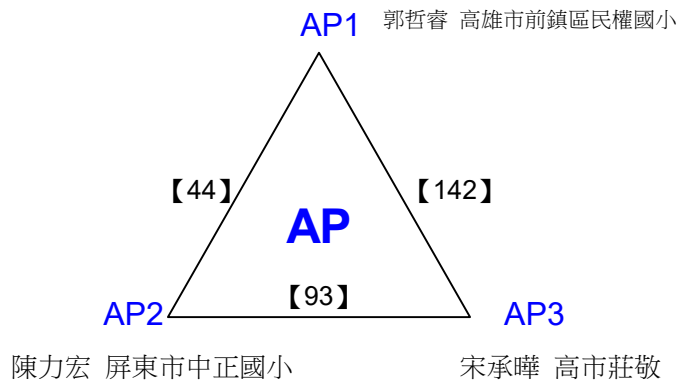 AP1 郭哲睿 高雄市前鎮區民權國小
【44】 【142】
AP
【93】
AP2 AP3
陳力宏 屏東市中正國小 宋承曄 高市莊敬